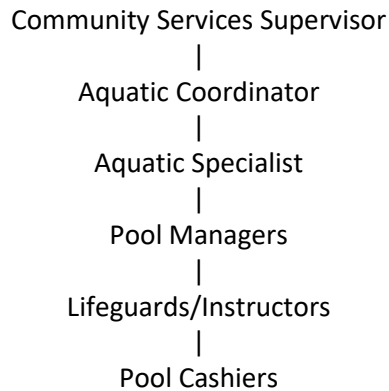 Community Services Supervisor
|
Aquatic Coordinator
|
Aquatic Specialist
|
Pool Managers
|
Lifeguards/Instructors
|
Pool Cashiers